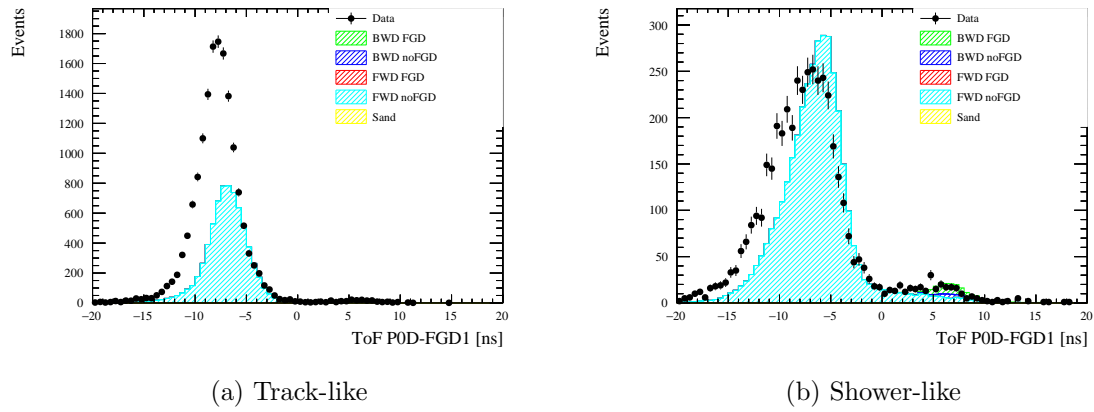 Events
1800
1600
1400
1200
1000
800
600
400
200
0
−20 −15 −10 −5 0 5 10 15 20
ToF P0D-FGD1 [ns]
Data
BWD FGD
BWD noFGD
FWD FGD
FWD noFGD
Sand
(a) Track-like
Events
300
250
200
150
100
50
0
−20 −15 −10 −5 0 5 10 15 20
ToF P0D-FGD1 [ns]
Data
BWD FGD
BWD noFGD
FWD FGD
FWD noFGD
Sand
(b) Shower-like